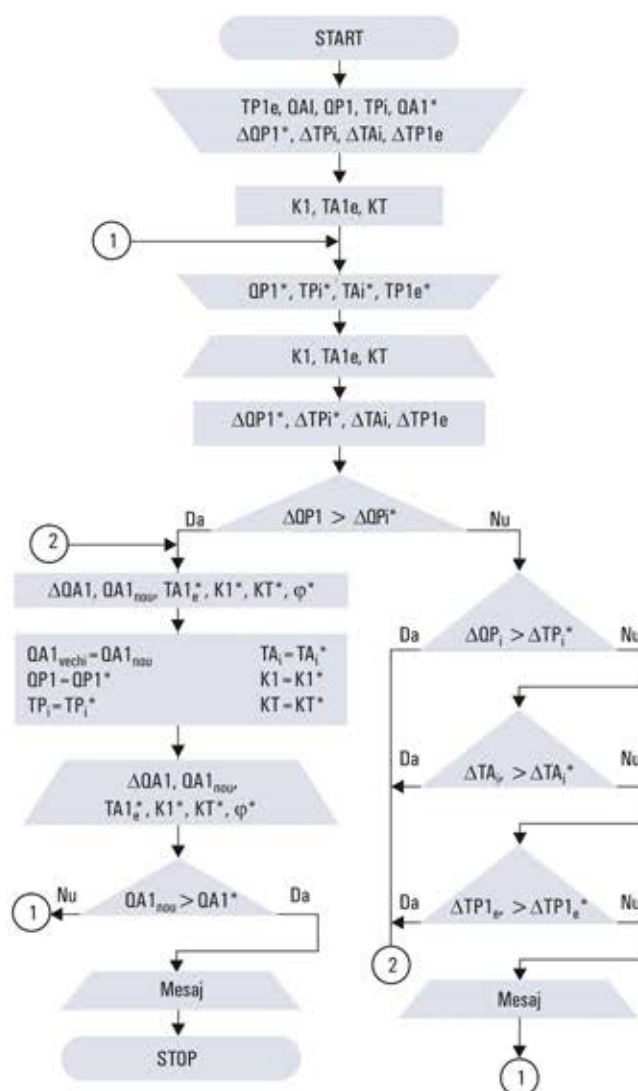 START
TP1e, QAI, QP1, TPi, QA1*
ΔQP1*, ΔTPi, ΔTAi, ΔTP1e
K1, TA1e, KT
1
QP1*, TPi*, TAi*, TP1e*
K1, TA1e, KT
ΔQP1*, ΔTPi*, ΔTAi, ΔTP1e
ΔQP1 > ΔQPi*
Da
Nu
2
ΔQA1, QA1nou, TA1e*, K1*, KT*, φ*
QA1vechi=QA1nou
QP1=QP1*
TPi=TPi*
TAi=TAi*
K1=K1*
KT=KT*
ΔQA1, QA1nou,
TA1e*, K1*, KT*, φ*
Nu
QA1nou > QA1*
Da
1
Mesaj
STOP
Da
ΔQPi > ΔTPi*
Nu
Da
ΔTAi, > ΔTAi*
Nu
Da
ΔTP1e, > ΔTP1e*
Nu
2
Mesaj
1